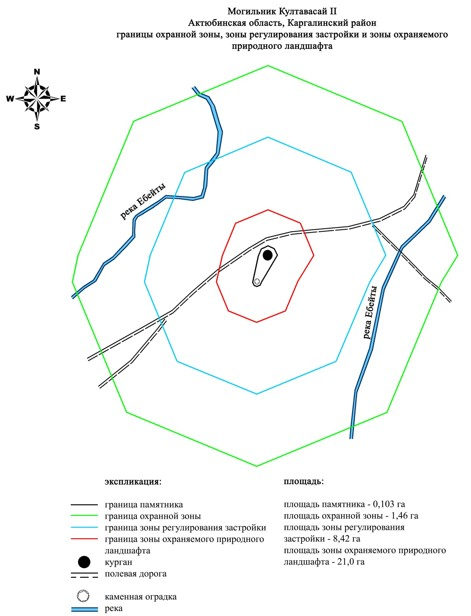 Могильник Култавасай II
Актюбинская область, Каргалинский район
границы охранной зоны, зоны регулирования застройки и зоны охраняемого
природного ландшафта
N
W
E
S
река Ебейты
река Ебейты
экспликация:
граница памятника
граница охранной зоны
граница зоны регулирования застройки
граница зоны охраняемого природного
ландшафта
курган
полевая дорога
каменная оградка
река
площадь:
площадь памятника - 0,103 га
площадь охранной зоны - 1,46 га
площадь зоны регулирования
застройки - 8,42 га
площадь зоны охраняемого природного
ландшафта - 21,0 га